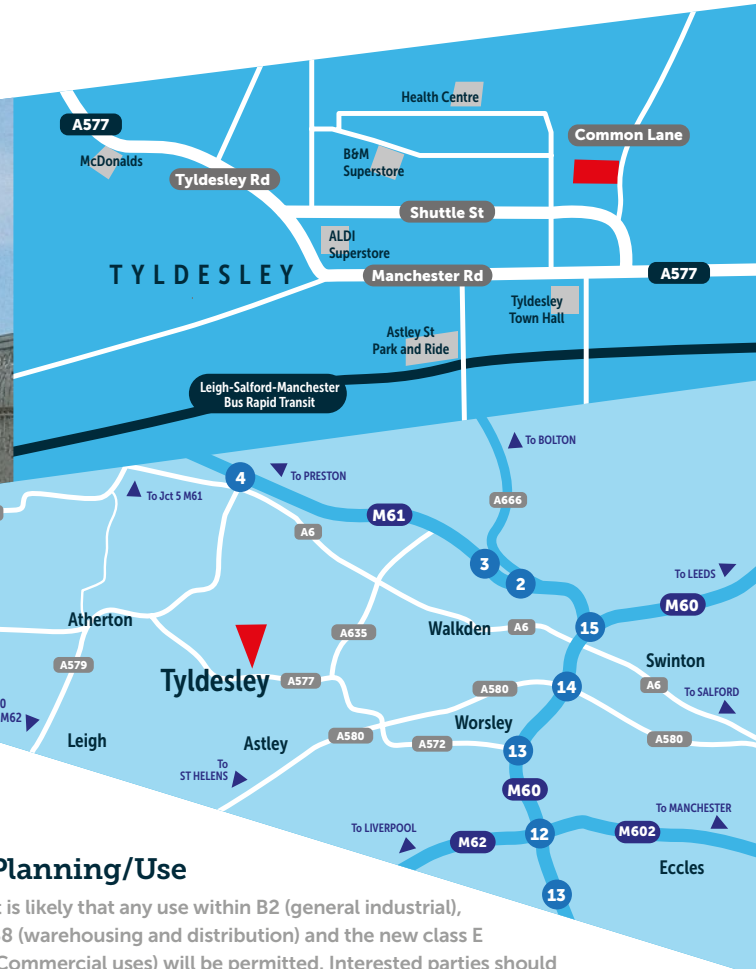 A577
McDonalds
Tyldesley Rd
Health Centre
B&M
Superstore
Common Lane
Shuttle St
ALDI
Superstore
TYLDESLEY
Manchester Rd
A577
Tyldesley
Town Hall
Astley St
Park and Ride
Leigh-Salford-Manchester
Bus Rapid Transit
To BOLTON
4
To PRESTON
To Jct 5 M61
A666
M61
A6
3
2
To LEEDS
M60
15
Atherton
A635
Walkden
A6
Swinton
A579
Tyldesley
A577
A580
14
A6
To SALFORD
0
M62
Leigh
Astley
A580
A572
Worsley
13
A580
To
ST HELENS
M60
To LIVERPOOL
M62
12
M602
To MANCHESTER
Eccles
13
Planning/Use
t is likely that any use within B2 (general industrial),
8 (warehousing and distribution) and the new class E
Commercial uses) will be permitted. Interested parties should